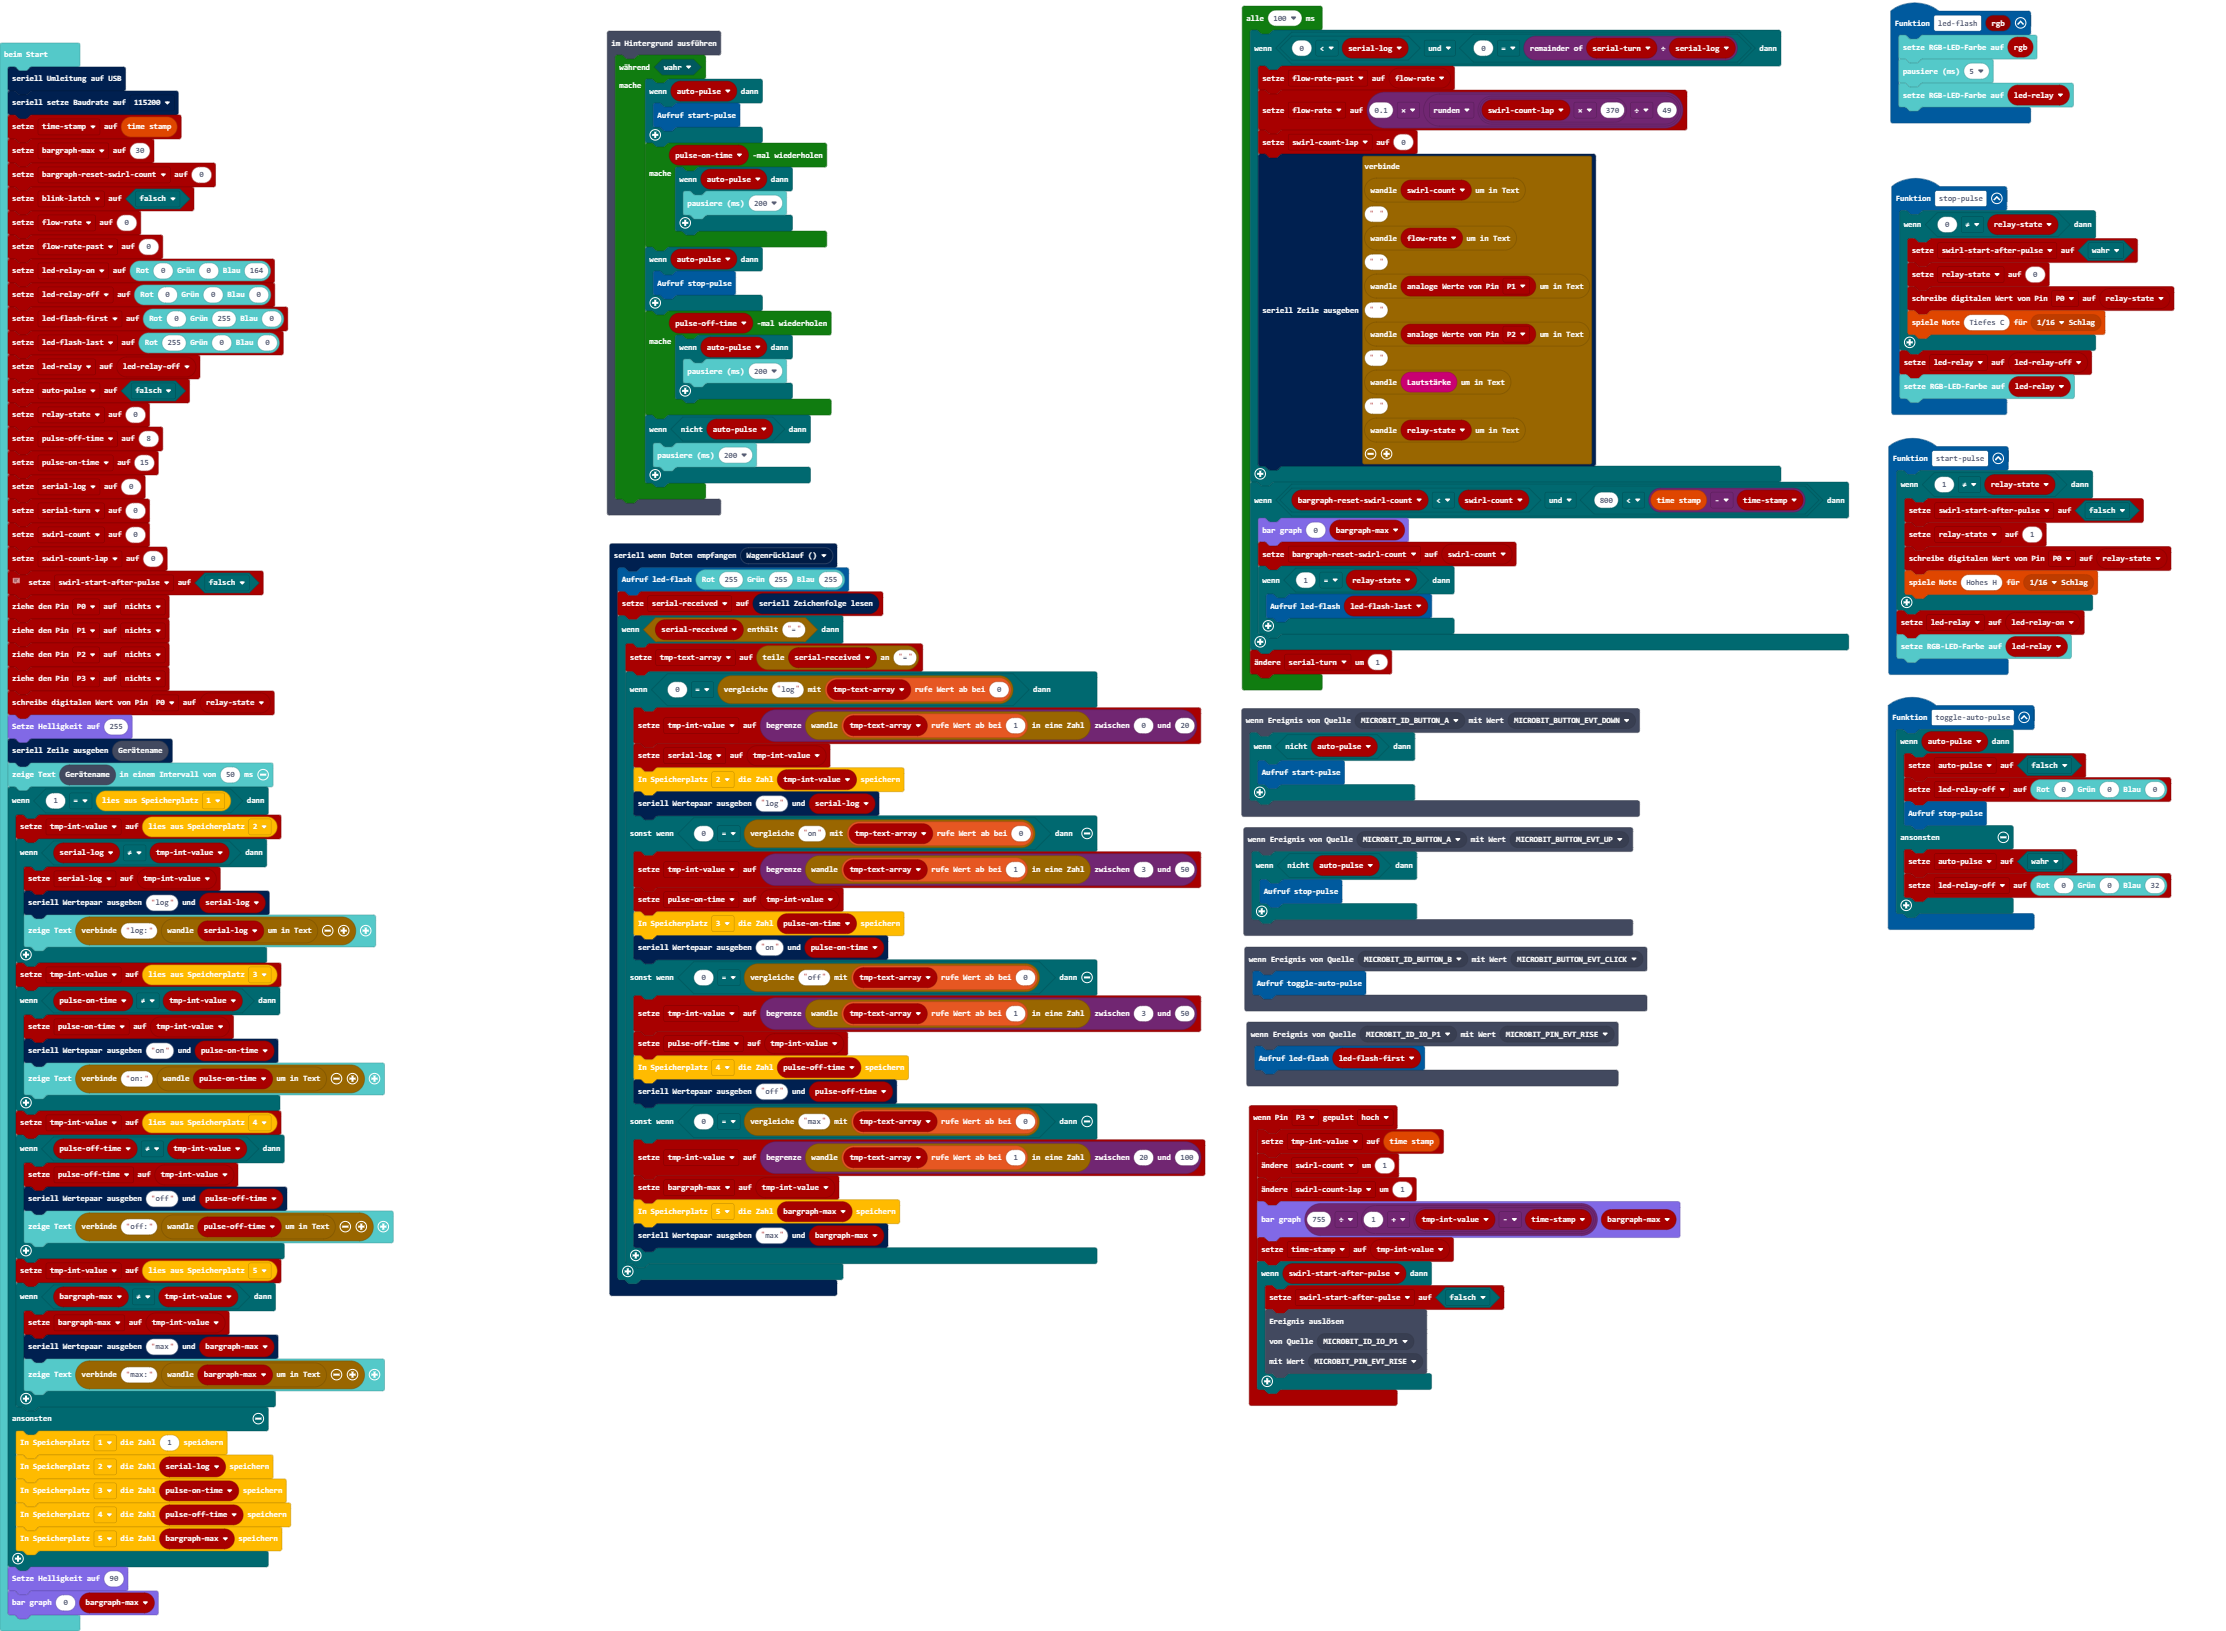 beim Start
seriell Umleitung auf USB
seriell setze Baudrate auf 115200
setze time-stamp auf time stamp
setze bargraph-max auf 30
setze bargraph-reset-swirl-count auf 0
setze blink-latch auf falsch
setze flow-rate auf 0
setze flow-rate-past auf 0
setze led-relay-on auf Rot 0 Grün 0 Blau 164
setze led-relay-off auf Rot 0 Grün 0 Blau 0
setze led-flash-first auf Rot 0 Grün 255 Blau 0
setze led-flash-last auf Rot 255 Grün 0 Blau 0
setze led-relay auf led-relay-off
setze auto-pulse auf falsch
setze relay-state auf 0
setze pulse-off-time auf 8
setze pulse-on-time auf 15
setze serial-log auf 0
setze serial-turn auf 0
setze swirl-count auf 0
setze swirl-count-lap auf 0
setze swirl-start-after-pulse auf falsch
ziehe den Pin P0 auf nichts
ziehe den Pin P1 auf nichts
ziehe den Pin P2 auf nichts
ziehe den Pin P3 auf nichts
schreibe digitalen Wert von Pin P0 auf relay-state
Setze Helligkeit auf 255
seriell Zeile ausgeben Gerätename
zeige Text Gerätename in einem Intervall von 50 ms
wenn 1 = lies aus Speicherplatz 1 dann
setze tmp-int-value auf lies aus Speicherplatz 2
wenn serial-log ≠ tmp-int-value dann
setze serial-log auf tmp-int-value
seriell Wertepaar ausgeben "log" und serial-log
zeige Text verbinde "log:" wandle serial-log um in Text
setze tmp-int-value auf lies aus Speicherplatz 3
wenn pulse-on-time ≠ tmp-int-value dann
setze pulse-on-time auf tmp-int-value
seriell Wertepaar ausgeben "on" und pulse-on-time
zeige Text verbinde "on:" wandle pulse-on-time um in Text
setze tmp-int-value auf lies aus Speicherplatz 4
wenn pulse-off-time ≠ tmp-int-value dann
setze pulse-off-time auf tmp-int-value
seriell Wertepaar ausgeben "off" und pulse-off-time
zeige Text verbinde "off:" wandle pulse-off-time um in Text
setze tmp-int-value auf lies aus Speicherplatz 5
wenn bargraph-max ≠ tmp-int-value dann
setze bargraph-max auf tmp-int-value
seriell Wertepaar ausgeben "max" und bargraph-max
zeige Text verbinde "max:" wandle bargraph-max um in Text
ansonsten
In Speicherplatz 1 die Zahl 1 speichern
In Speicherplatz 2 die Zahl serial-log speichern
In Speicherplatz 3 die Zahl pulse-on-time speichern
In Speicherplatz 4 die Zahl pulse-off-time speichern
In Speicherplatz 5 die Zahl bargraph-max speichern
Setze Helligkeit auf 90
bar graph 0 bargraph-max
im Hintergrund ausführen
während wahr
mache
wenn auto-pulse dann
Aufruf start-pulse
pulse-on-time -mal wiederholen
mache
wenn auto-pulse dann
pausiere (ms) 200
wenn auto-pulse dann
Aufruf stop-pulse
pulse-off-time -mal wiederholen
mache
wenn auto-pulse dann
pausiere (ms) 200
wenn nicht auto-pulse dann
pausiere (ms) 200
seriell wenn Daten empfangen Wagenrücklauf ()
Aufruf led-flash Rot 255 Grün 255 Blau 255
setze serial-received auf seriell Zeichenfolge lesen
wenn serial-received enthält "=" dann
setze tmp-text-array auf teile serial-received an "="
wenn 0 = vergleiche "log" mit tmp-text-array rufe Wert ab bei 0 dann
setze tmp-int-value auf begrenze wandle tmp-text-array rufe Wert ab bei 1 in eine Zahl zwischen 0 und 20
setze serial-log auf tmp-int-value
In Speicherplatz 2 die Zahl tmp-int-value speichern
seriell Wertepaar ausgeben "log" und serial-log
sonst wenn 0 = vergleiche "on" mit tmp-text-array rufe Wert ab bei 0 dann
setze tmp-int-value auf begrenze wandle tmp-text-array rufe Wert ab bei 1 in eine Zahl zwischen 3 und 50
setze pulse-on-time auf tmp-int-value
In Speicherplatz 3 die Zahl pulse-on-time speichern
seriell Wertepaar ausgeben "on" und pulse-on-time
sonst wenn 0 = vergleiche "off" mit tmp-text-array rufe Wert ab bei 0 dann
setze tmp-int-value auf begrenze wandle tmp-text-array rufe Wert ab bei 1 in eine Zahl zwischen 3 und 50
setze pulse-off-time auf tmp-int-value
In Speicherplatz 4 die Zahl pulse-off-time speichern
seriell Wertepaar ausgeben "off" und pulse-off-time
sonst wenn 0 = vergleiche "max" mit tmp-text-array rufe Wert ab bei 0 dann
setze tmp-int-value auf begrenze wandle tmp-text-array rufe Wert ab bei 1 in eine Zahl zwischen 20 und 100
setze bargraph-max auf tmp-int-value
In Speicherplatz 5 die Zahl bargraph-max speichern
seriell Wertepaar ausgeben "max" und bargraph-max
alle 100 ms
wenn 0 < serial-log und 0 = remainder of serial-turn ÷ serial-log dann
setze flow-rate-past auf flow-rate
setze flow-rate auf 0.1 × runden swirl-count-lap × 370 ÷ 49
setze swirl-count-lap auf 0
seriell Zeile ausgeben
verbinde
wandle swirl-count um in Text
" "
wandle flow-rate um in Text
" "
wandle analoge Werte von Pin P1 um in Text
" "
wandle analoge Werte von Pin P2 um in Text
" "
wandle Lautstärke um in Text
" "
wandle relay-state um in Text
wenn bargraph-reset-swirl-count < swirl-count und 800 < time stamp - time-stamp dann
bar graph 0 bargraph-max
setze bargraph-reset-swirl-count auf swirl-count
wenn 1 = relay-state dann
Aufruf led-flash led-flash-last
ändere serial-turn um 1
wenn Ereignis von Quelle MICROBIT_ID_BUTTON_A mit Wert MICROBIT_BUTTON_EVT_DOWN
wenn nicht auto-pulse dann
Aufruf start-pulse
wenn Ereignis von Quelle MICROBIT_ID_BUTTON_A mit Wert MICROBIT_BUTTON_EVT_UP
wenn nicht auto-pulse dann
Aufruf stop-pulse
wenn Ereignis von Quelle MICROBIT_ID_BUTTON_B mit Wert MICROBIT_BUTTON_EVT_CLICK
Aufruf toggle-auto-pulse
wenn Ereignis von Quelle MICROBIT_ID_IO_P1 mit Wert MICROBIT_PIN_EVT_RISE
Aufruf led-flash led-flash-first
wenn Pin P3 gepulst hoch
setze tmp-int-value auf time stamp
ändere swirl-count um 1
ändere swirl-count-lap um 1
bar graph 755 ÷ 1 + tmp-int-value - time-stamp bargraph-max
setze time-stamp auf tmp-int-value
wenn swirl-start-after-pulse dann
setze swirl-start-after-pulse auf falsch
Ereignis auslösen
von Quelle MICROBIT_ID_IO_P1
mit Wert MICROBIT_PIN_EVT_RISE
Funktion led-flash rgb
setze RGB-LED-Farbe auf rgb
pausiere (ms) 5
setze RGB-LED-Farbe auf led-relay
Funktion stop-pulse
wenn 0 ≠ relay-state dann
setze swirl-start-after-pulse auf wahr
setze relay-state auf 0
schreibe digitalen Wert von Pin P0 auf relay-state
spiele Note Tiefes C für 1/16 Schlag
setze led-relay auf led-relay-off
setze RGB-LED-Farbe auf led-relay
Funktion start-pulse
wenn 1 ≠ relay-state dann
setze swirl-start-after-pulse auf falsch
setze relay-state auf 1
schreibe digitalen Wert von Pin P0 auf relay-state
spiele Note Hohes H für 1/16 Schlag
setze led-relay auf led-relay-on
setze RGB-LED-Farbe auf led-relay
Funktion toggle-auto-pulse
wenn auto-pulse dann
setze auto-pulse auf falsch
setze led-relay-off auf Rot 0 Grün 0 Blau 0
Aufruf stop-pulse
ansonsten
setze auto-pulse auf wahr
setze led-relay-off auf Rot 0 Grün 0 Blau 32